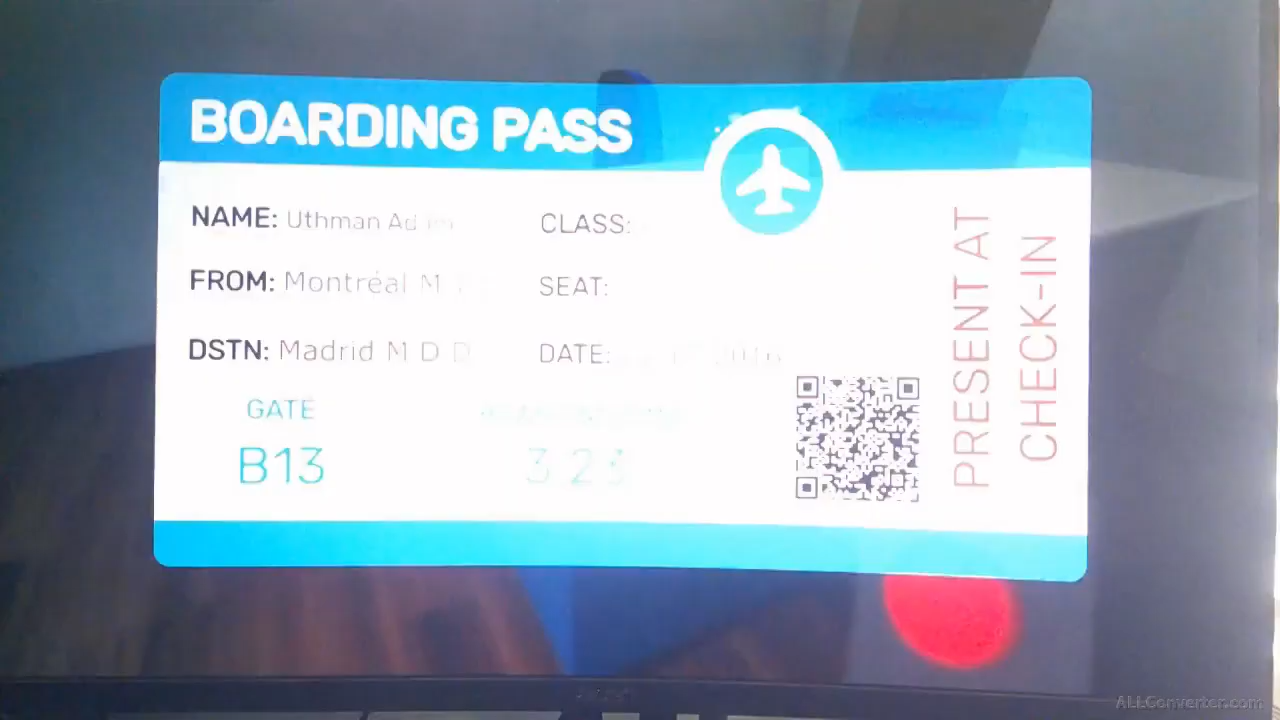 BOARDING PASS
NAME: Uthman
CLASS:
FROM: Montréal M
SEAT:
DSTN: Madrid M D D
DATE: 2016
GATE
B13
PRESENT AT
CHECK-IN
ALLConverter.com